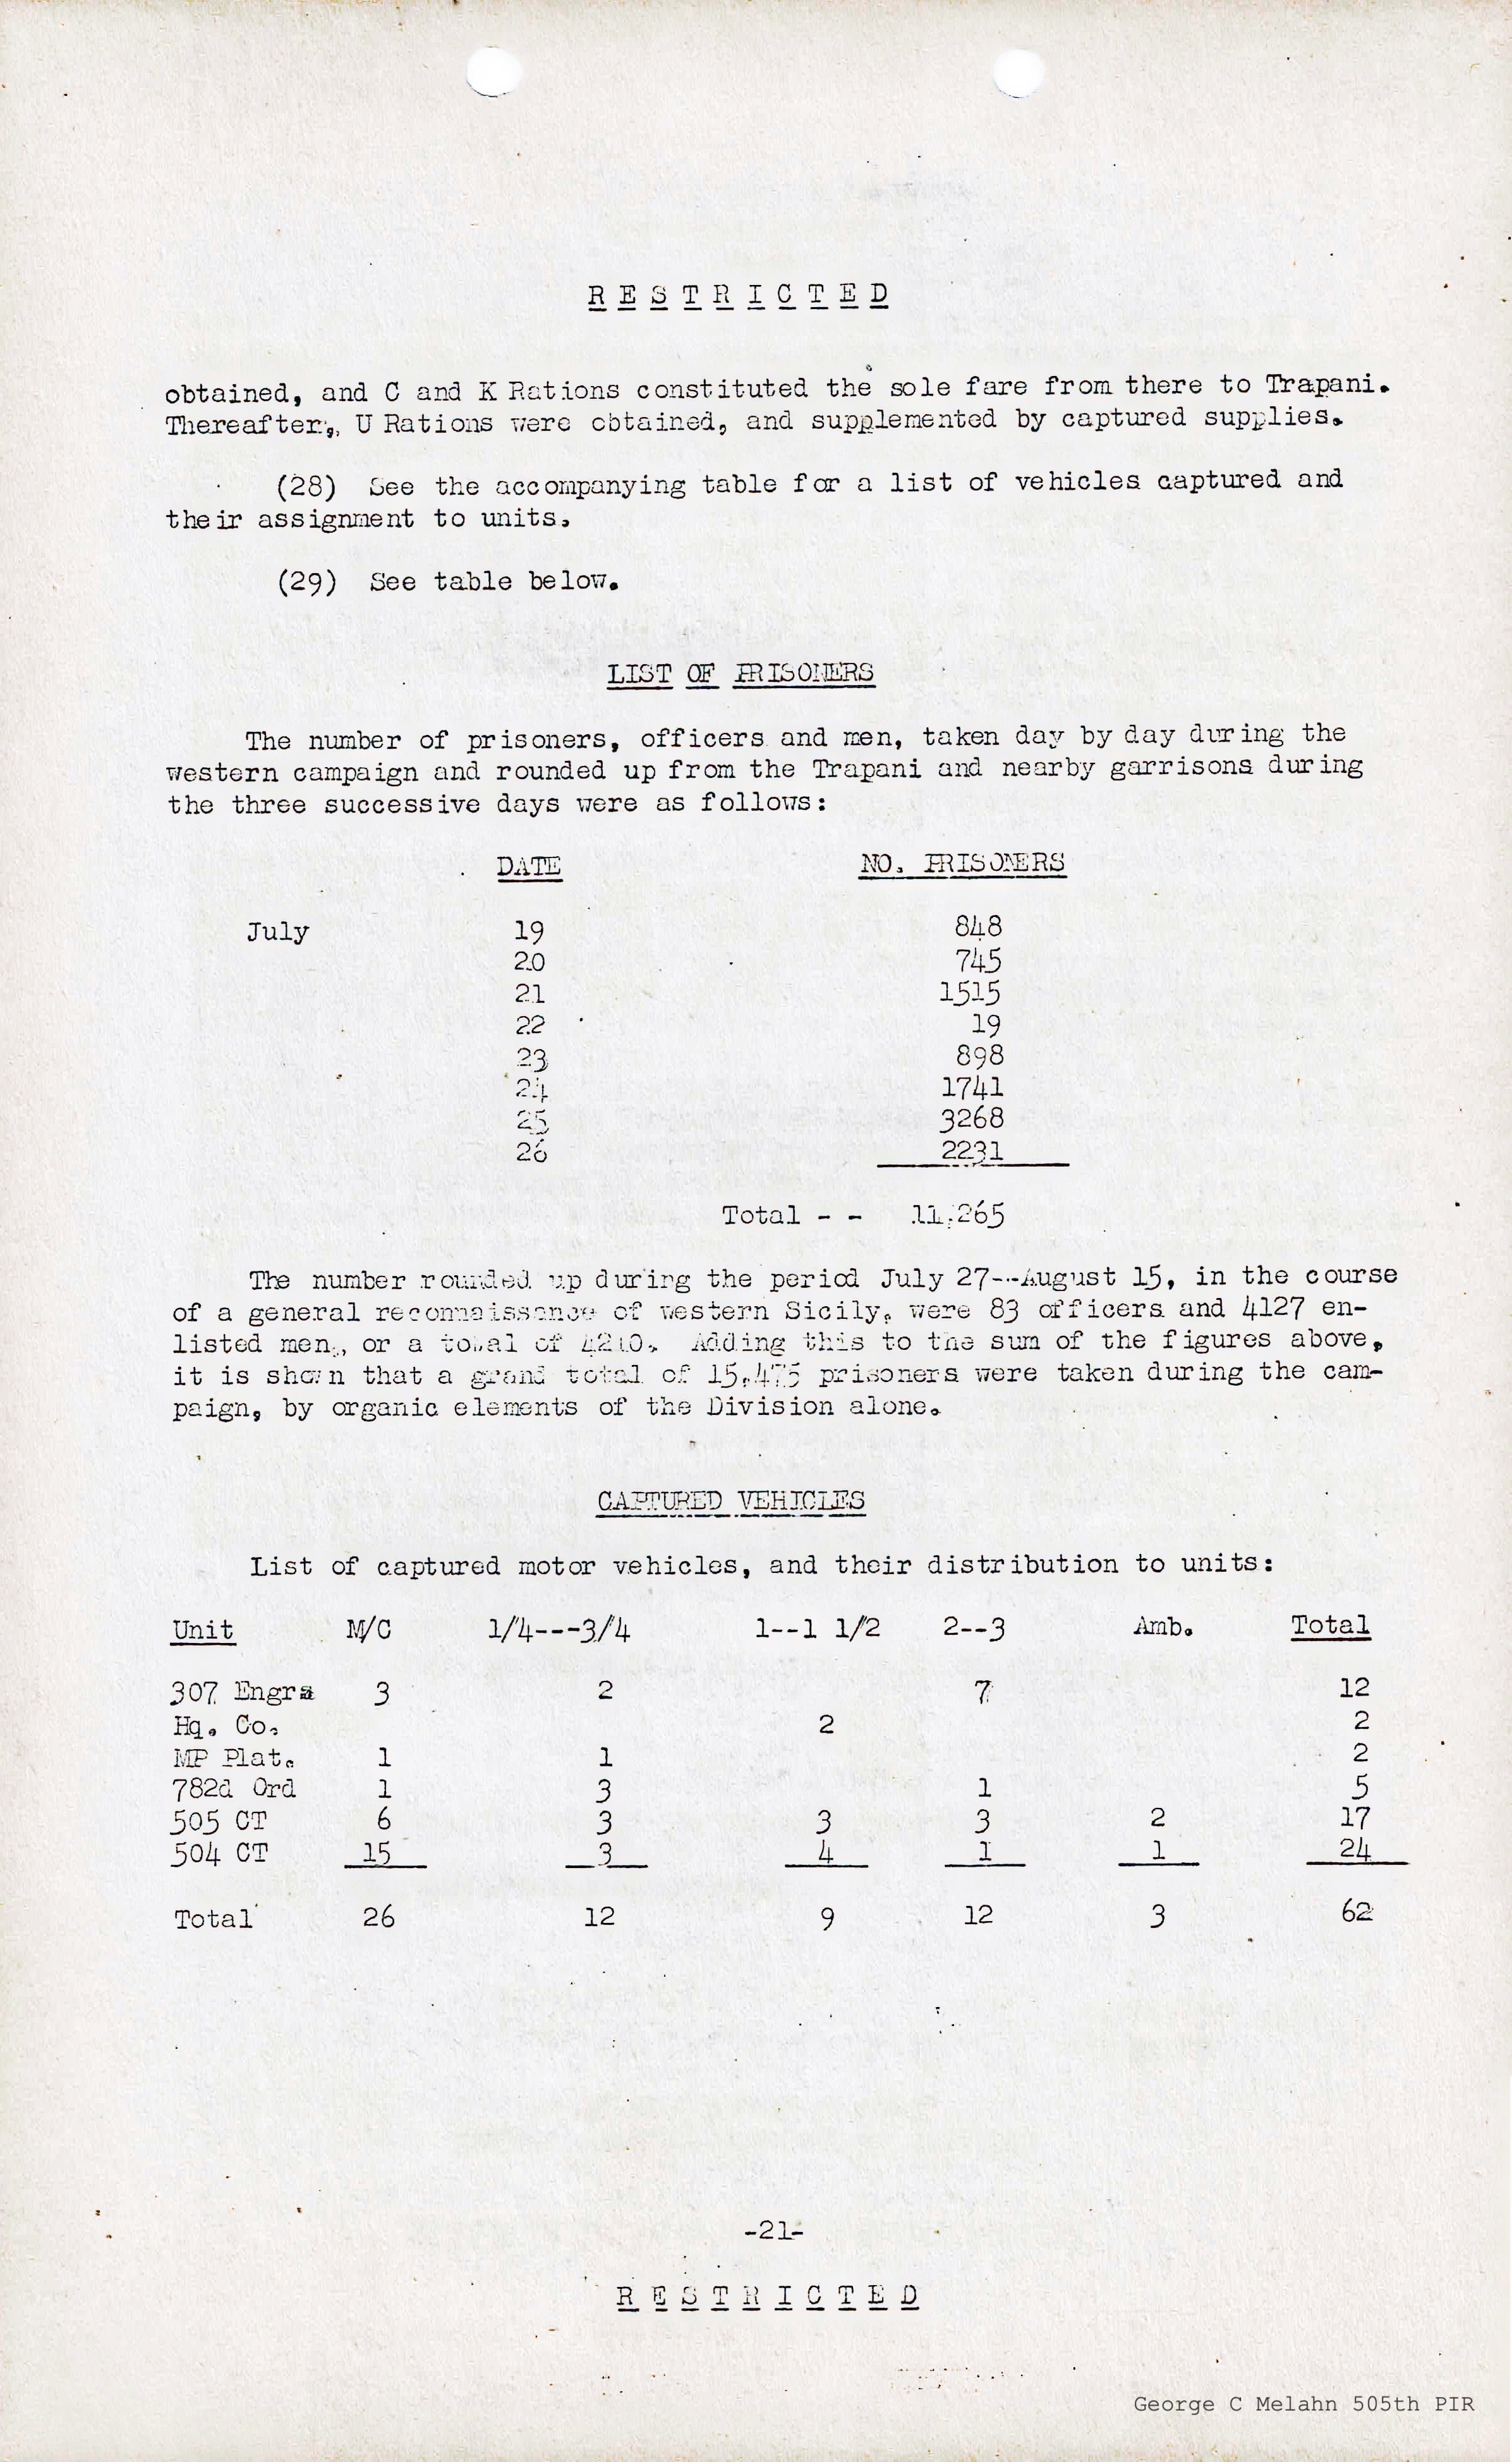 R E S T R I C T E D
obtained, and C and K Rations constituted the sole fare from there to Trapani.
Thereafter, U Rations were obtained, and supplemented by captured supplies.
(28) See the accompanying table for a list of vehicles captured and
their assignment to units.
(29) See table below.
LIST OF PRISONERS
The number of prisoners, officers and men, taken day by day during the
western campaign and rounded up from the Trapani and nearby garrisons during
the three successive days were as follows:
DATE NO. PRISONERS
July 19 848
20 745
21 1515
22 19
23 898
24 1741
25 3268
26 2231
Total - - 11,265
The number rounded up during the period July 27---August 15, in the course
of a general reconnaissance of western Sicily, were 83 officers and 4127 en-
listed men, or a total of 4210. Adding this to the sum of the figures above,
it is shown that a grand total of 15,475 prisoners were taken during the cam-
paign, by organic elements of the Division alone.
CAPTURED VEHICLES
List of captured motor vehicles, and their distribution to units:
Unit M/C 1/4---3/4 1--1 1/2 2--3 Amb. Total
307 Engrs 3 2 7 12
Hq. Co. 2 2
MP Plat. 1 1 2
782d Ord 1 3 1 5
505 CT 6 3 3 3 2 17
504 CT 15 3 4 1 1 24
Total 26 12 9 12 3 62
-21-
R E S T R I C T E D
George C Melahn 505th PIR